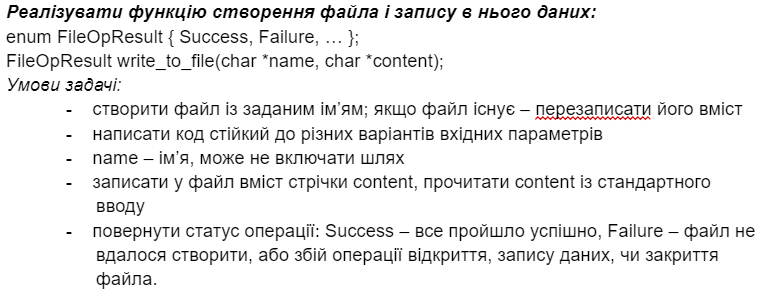 Реалізувати функцію створення файла і запису в нього даних:
enum FileOpResult { Success, Failure, … };
FileOpResult write_to_file(char *name, char *content);
Умови задачі:
- створити файл із заданим ім’ям; якщо файл існує – перезаписати його вміст
- написати код стійкий до різних варіантів вхідних параметрів
- name – ім’я, може не включати шлях
- записати у файл вміст стрічки content, прочитати content із стандартного
вводу
- повернути статус операції: Success – все пройшло успішно, Failure – файл не
вдалося створити, або збій операції відкриття, запису даних, чи закриття
файла.